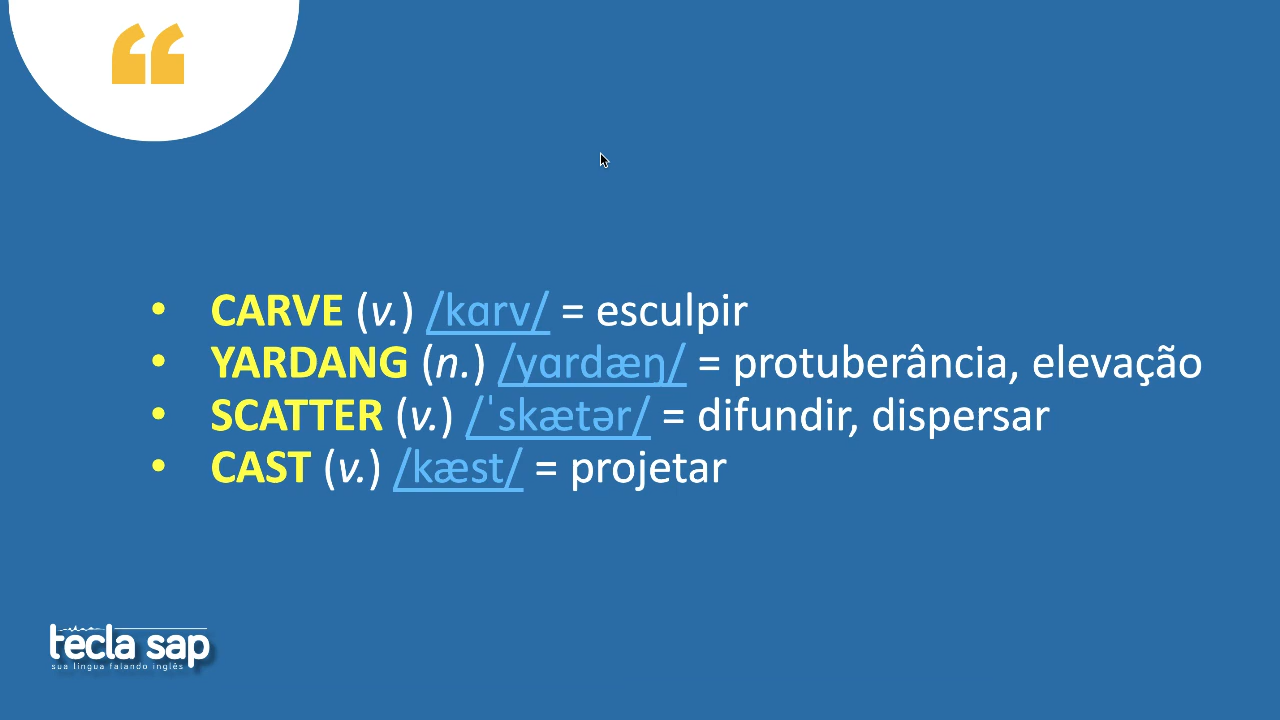 “
• CARVE (v.) /kɑrv/ = esculpir
• YARDANG (n.) /yɑrdæŋ/ = protuberância, elevação
• SCATTER (v.) /ˈskætər/ = difundir, dispersar
• CAST (v.) /kæst/ = projetar
tecla sap
sua língua falando inglês